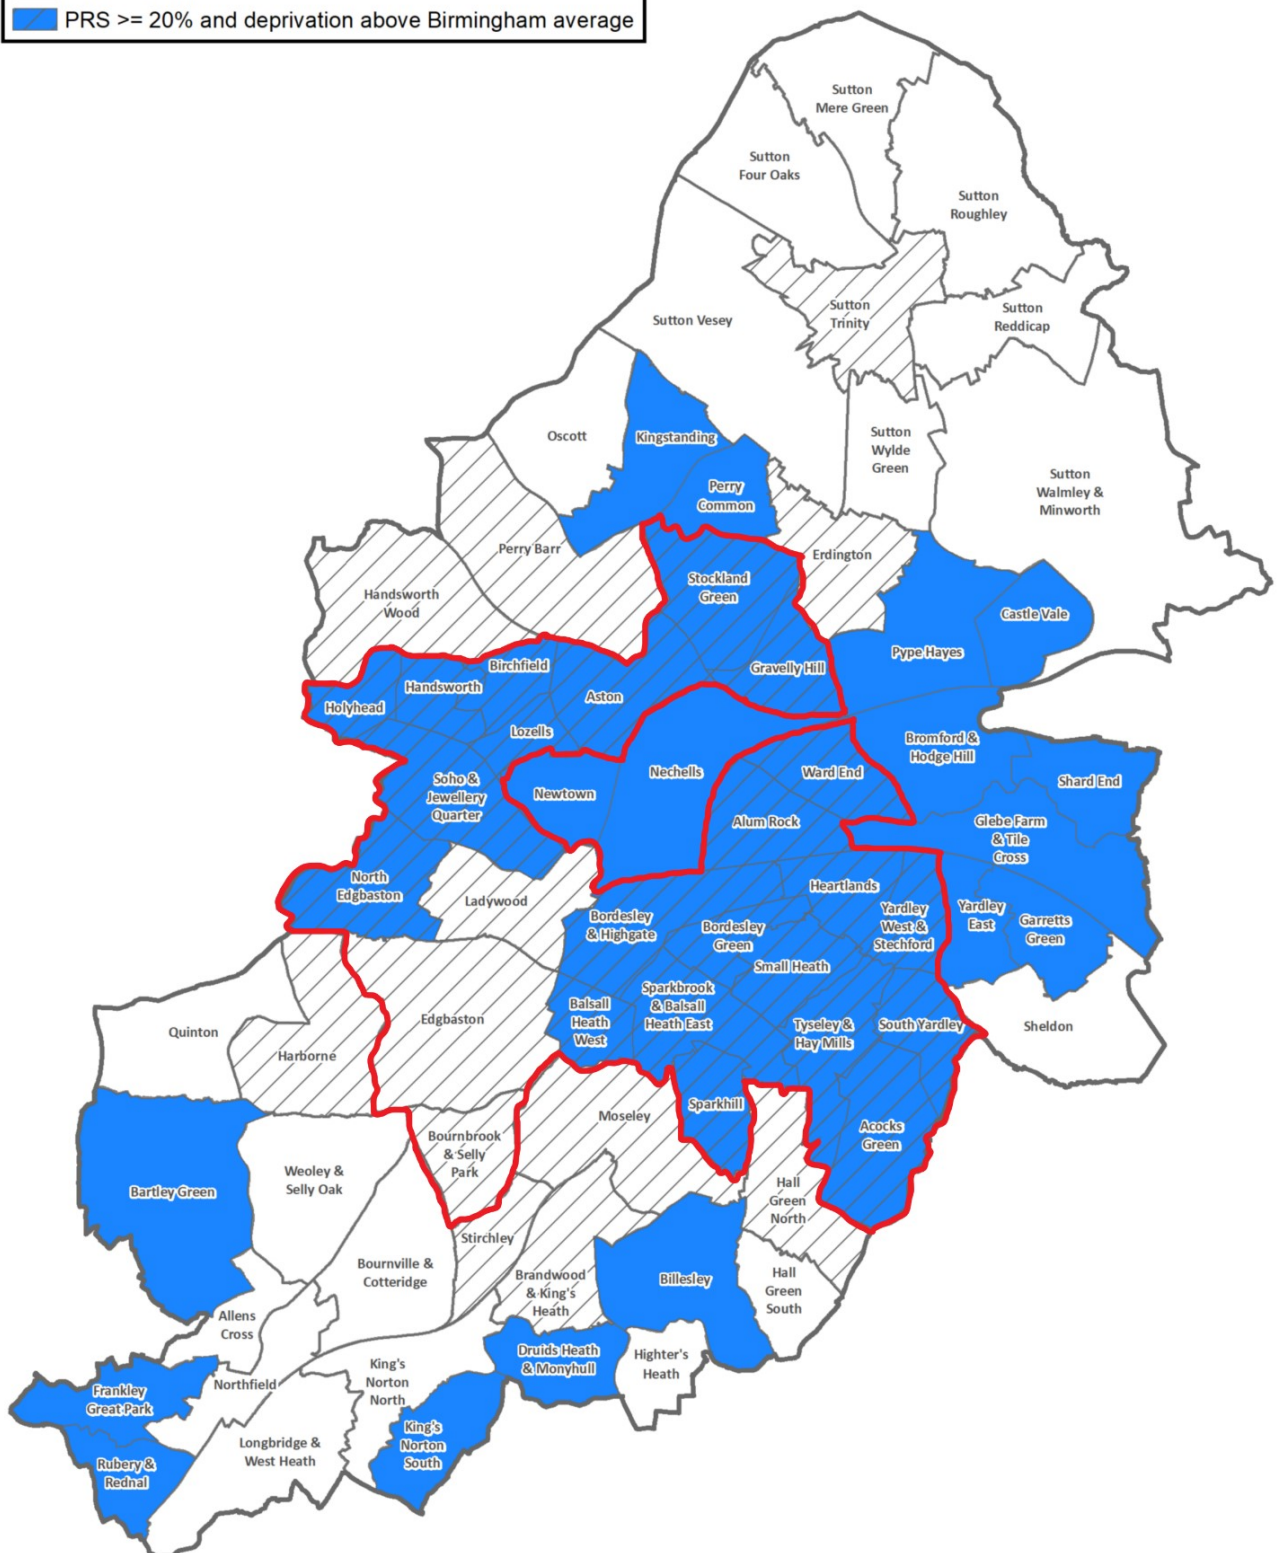 PRS >= 20% and deprivation above Birmingham average
Sutton
Mere Green
Sutton
Four Oaks
Sutton
Roughley
Sutton
Trinity
Sutton
Reddicap
Sutton Vesey
Oscott
Kingstanding
Sutton
Wylde
Green
Perry
Common
Sutton
Walmley &
Minworth
Perry Barr
Erdington
Stockland
Green
Handsworth
Wood
Castle Vale
Pype Hayes
Birchfield
Gravelly Hill
Handsworth
Aston
Holyhead
Lozells
Bromford &
Hodge Hill
Nechells
Ward End
Shard End
Soho &
Jewellery
Quarter
Newtown
Alum Rock
Glebe Farm
& Tile
Cross
North
Edgbaston
Heartlands
Ladywood
Bordesley
& Highgate
Bordesley
Green
Yardley
West &
Stechford
Yardley
East
Garretts
Green
Small Heath
Sparkbrook
& Balsall
Heath East
Balsall
Heath
West
Edgbaston
Tyseley &
Hay Mills
South Yardley
Sheldon
Quinton
Harborne
Sparkhill
Moseley
Acocks
Green
Bournbrook
& Selly
Park
Weoley &
Selly Oak
Bartley Green
Hall
Green
North
Stirchley
Bournville &
Cotteridge
Brandwood
& King's
Heath
Billesley
Hall
Green
South
Allens
Cross
Druids Heath
& Monyhull
Highter's
Heath
King's
Norton
North
Northfield
Frankley
Great Park
King's
Norton
South
Longbridge &
West Heath
Rubery &
Rednal